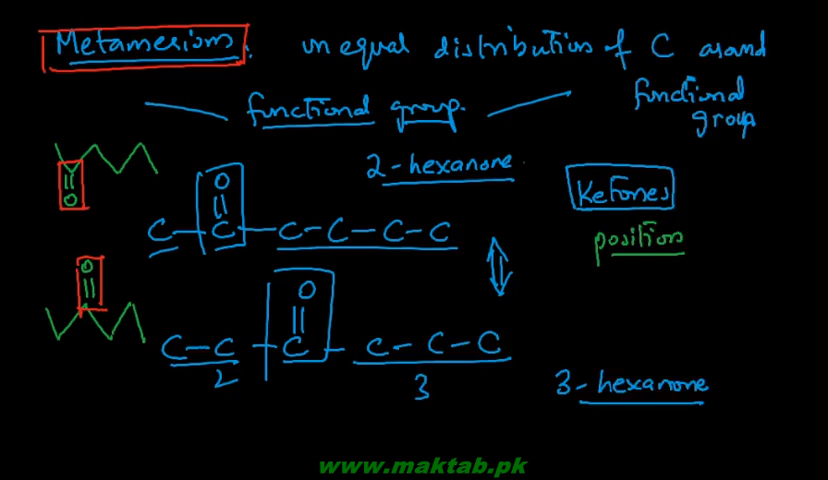 Metamerism. unequal distribution of C around
functional group. functional
group
2-hexanone.
Ketones
position
O
O
C-C-C-C-C-C
O
O
C-C-C-C-C-C
2 3
3-hexanone
www.maktab.pk